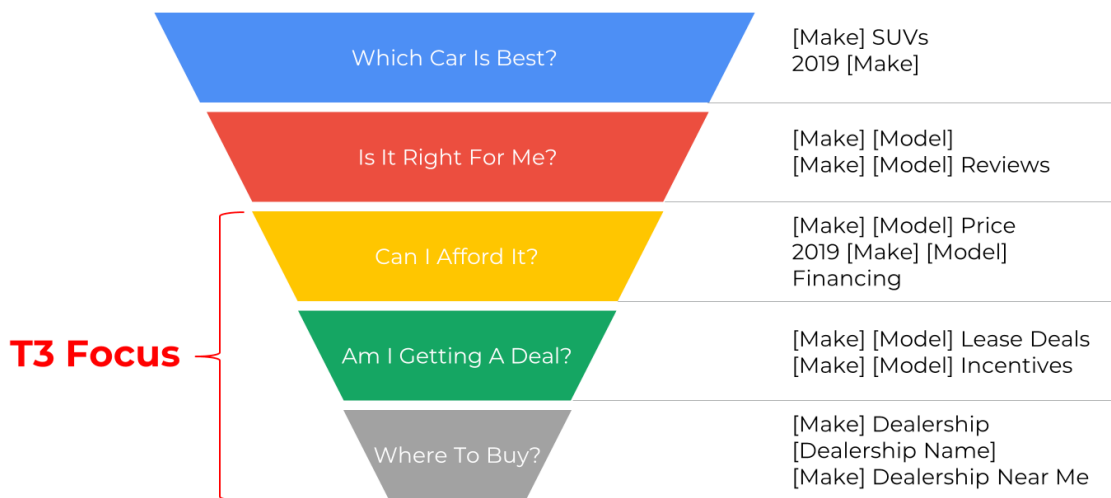 Which Car Is Best?
[Make] SUVs
2019 [Make]
Is It Right For Me?
[Make] [Model]
[Make] [Model] Reviews
Can I Afford It?
[Make] [Model] Price
2019 [Make] [Model]
Financing
T3 Focus
Am I Getting A Deal?
[Make] [Model] Lease Deals
[Make] [Model] Incentives
Where To Buy?
[Make] Dealership
[Dealership Name]
[Make] Dealership Near Me